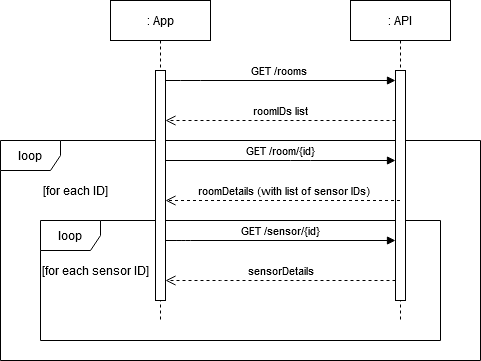 : App
: API
GET /rooms
roomIDs list
loop
GET /room/{id}
[for each ID]
roomDetails (with list of sensor IDs)
loop
GET /sensor/{id}
[for each sensor ID]
sensorDetails